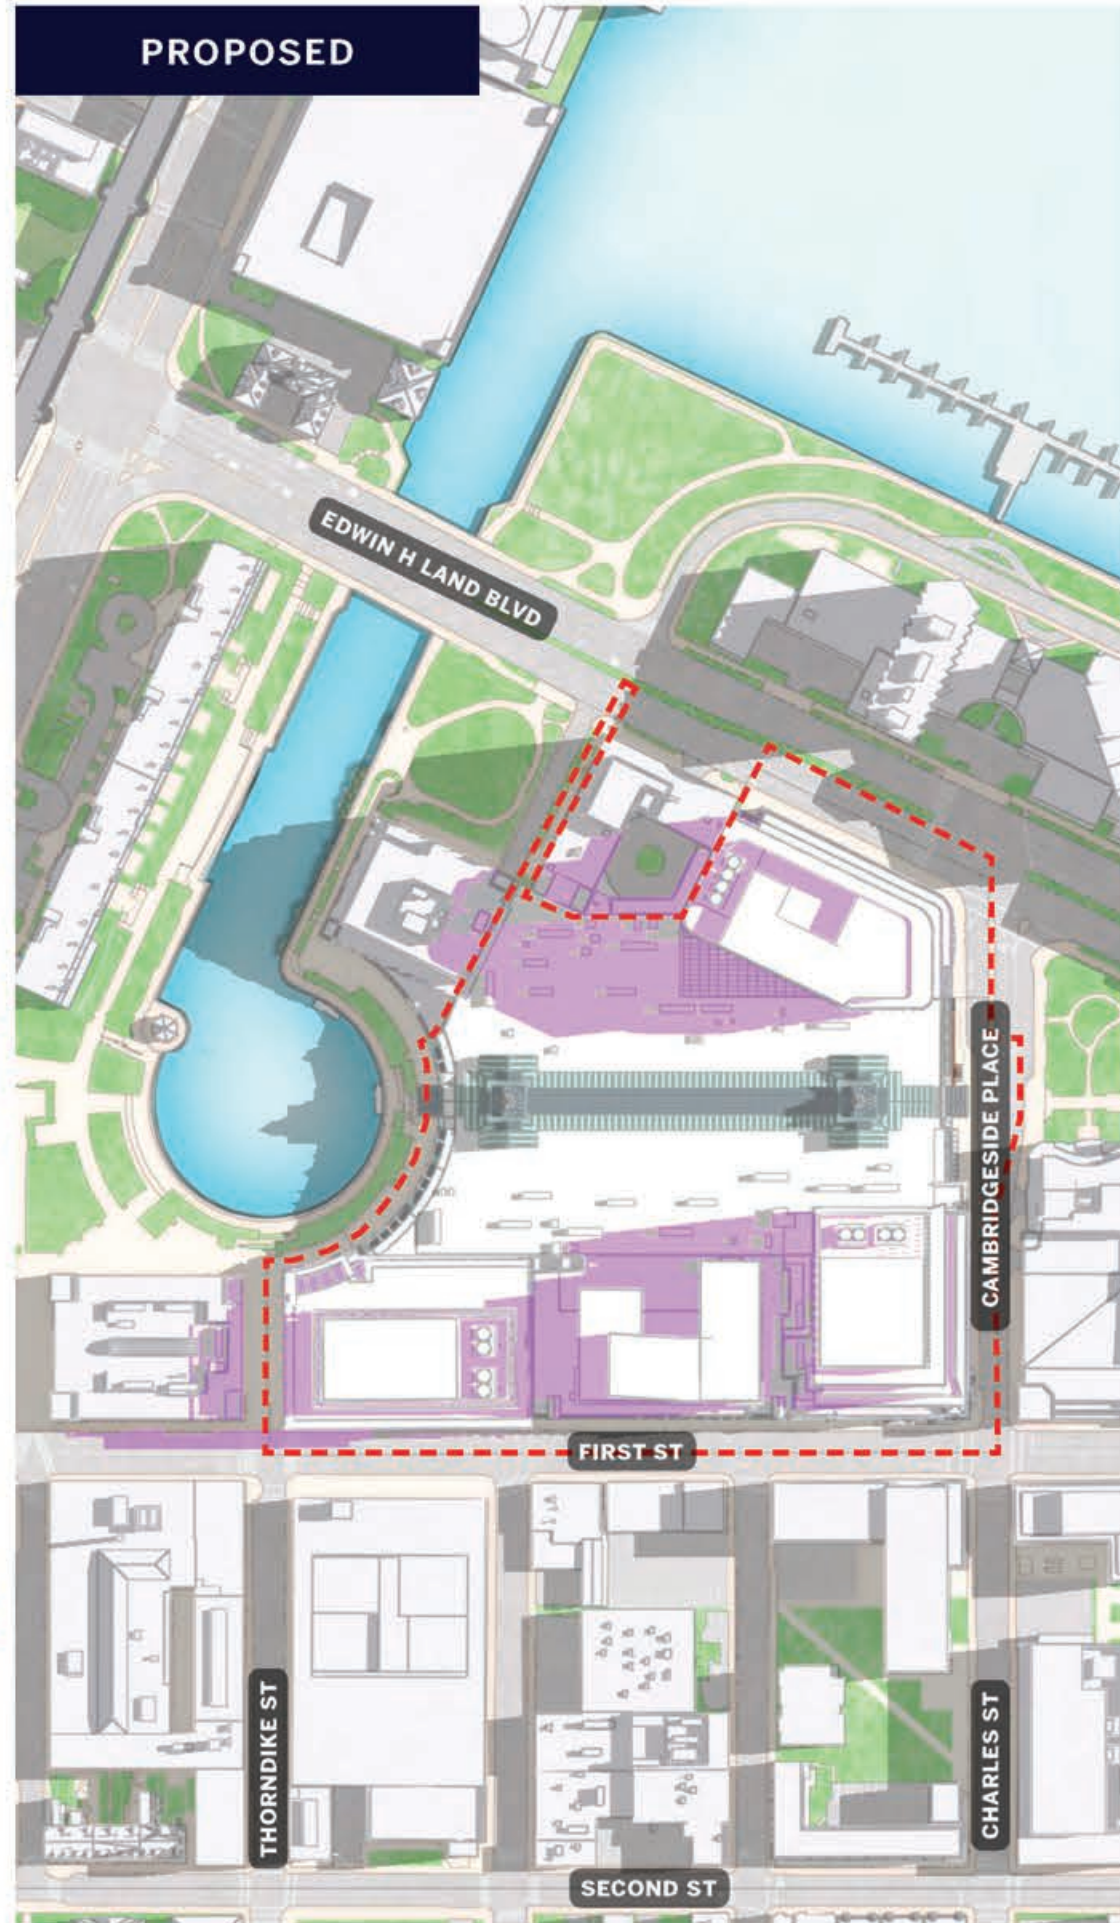 PROPOSED
EDWIN H LAND BLVD
CAMBRIDGESIDE PLACE
FIRST ST
THORNDIKE ST
CHARLES ST
SECOND ST